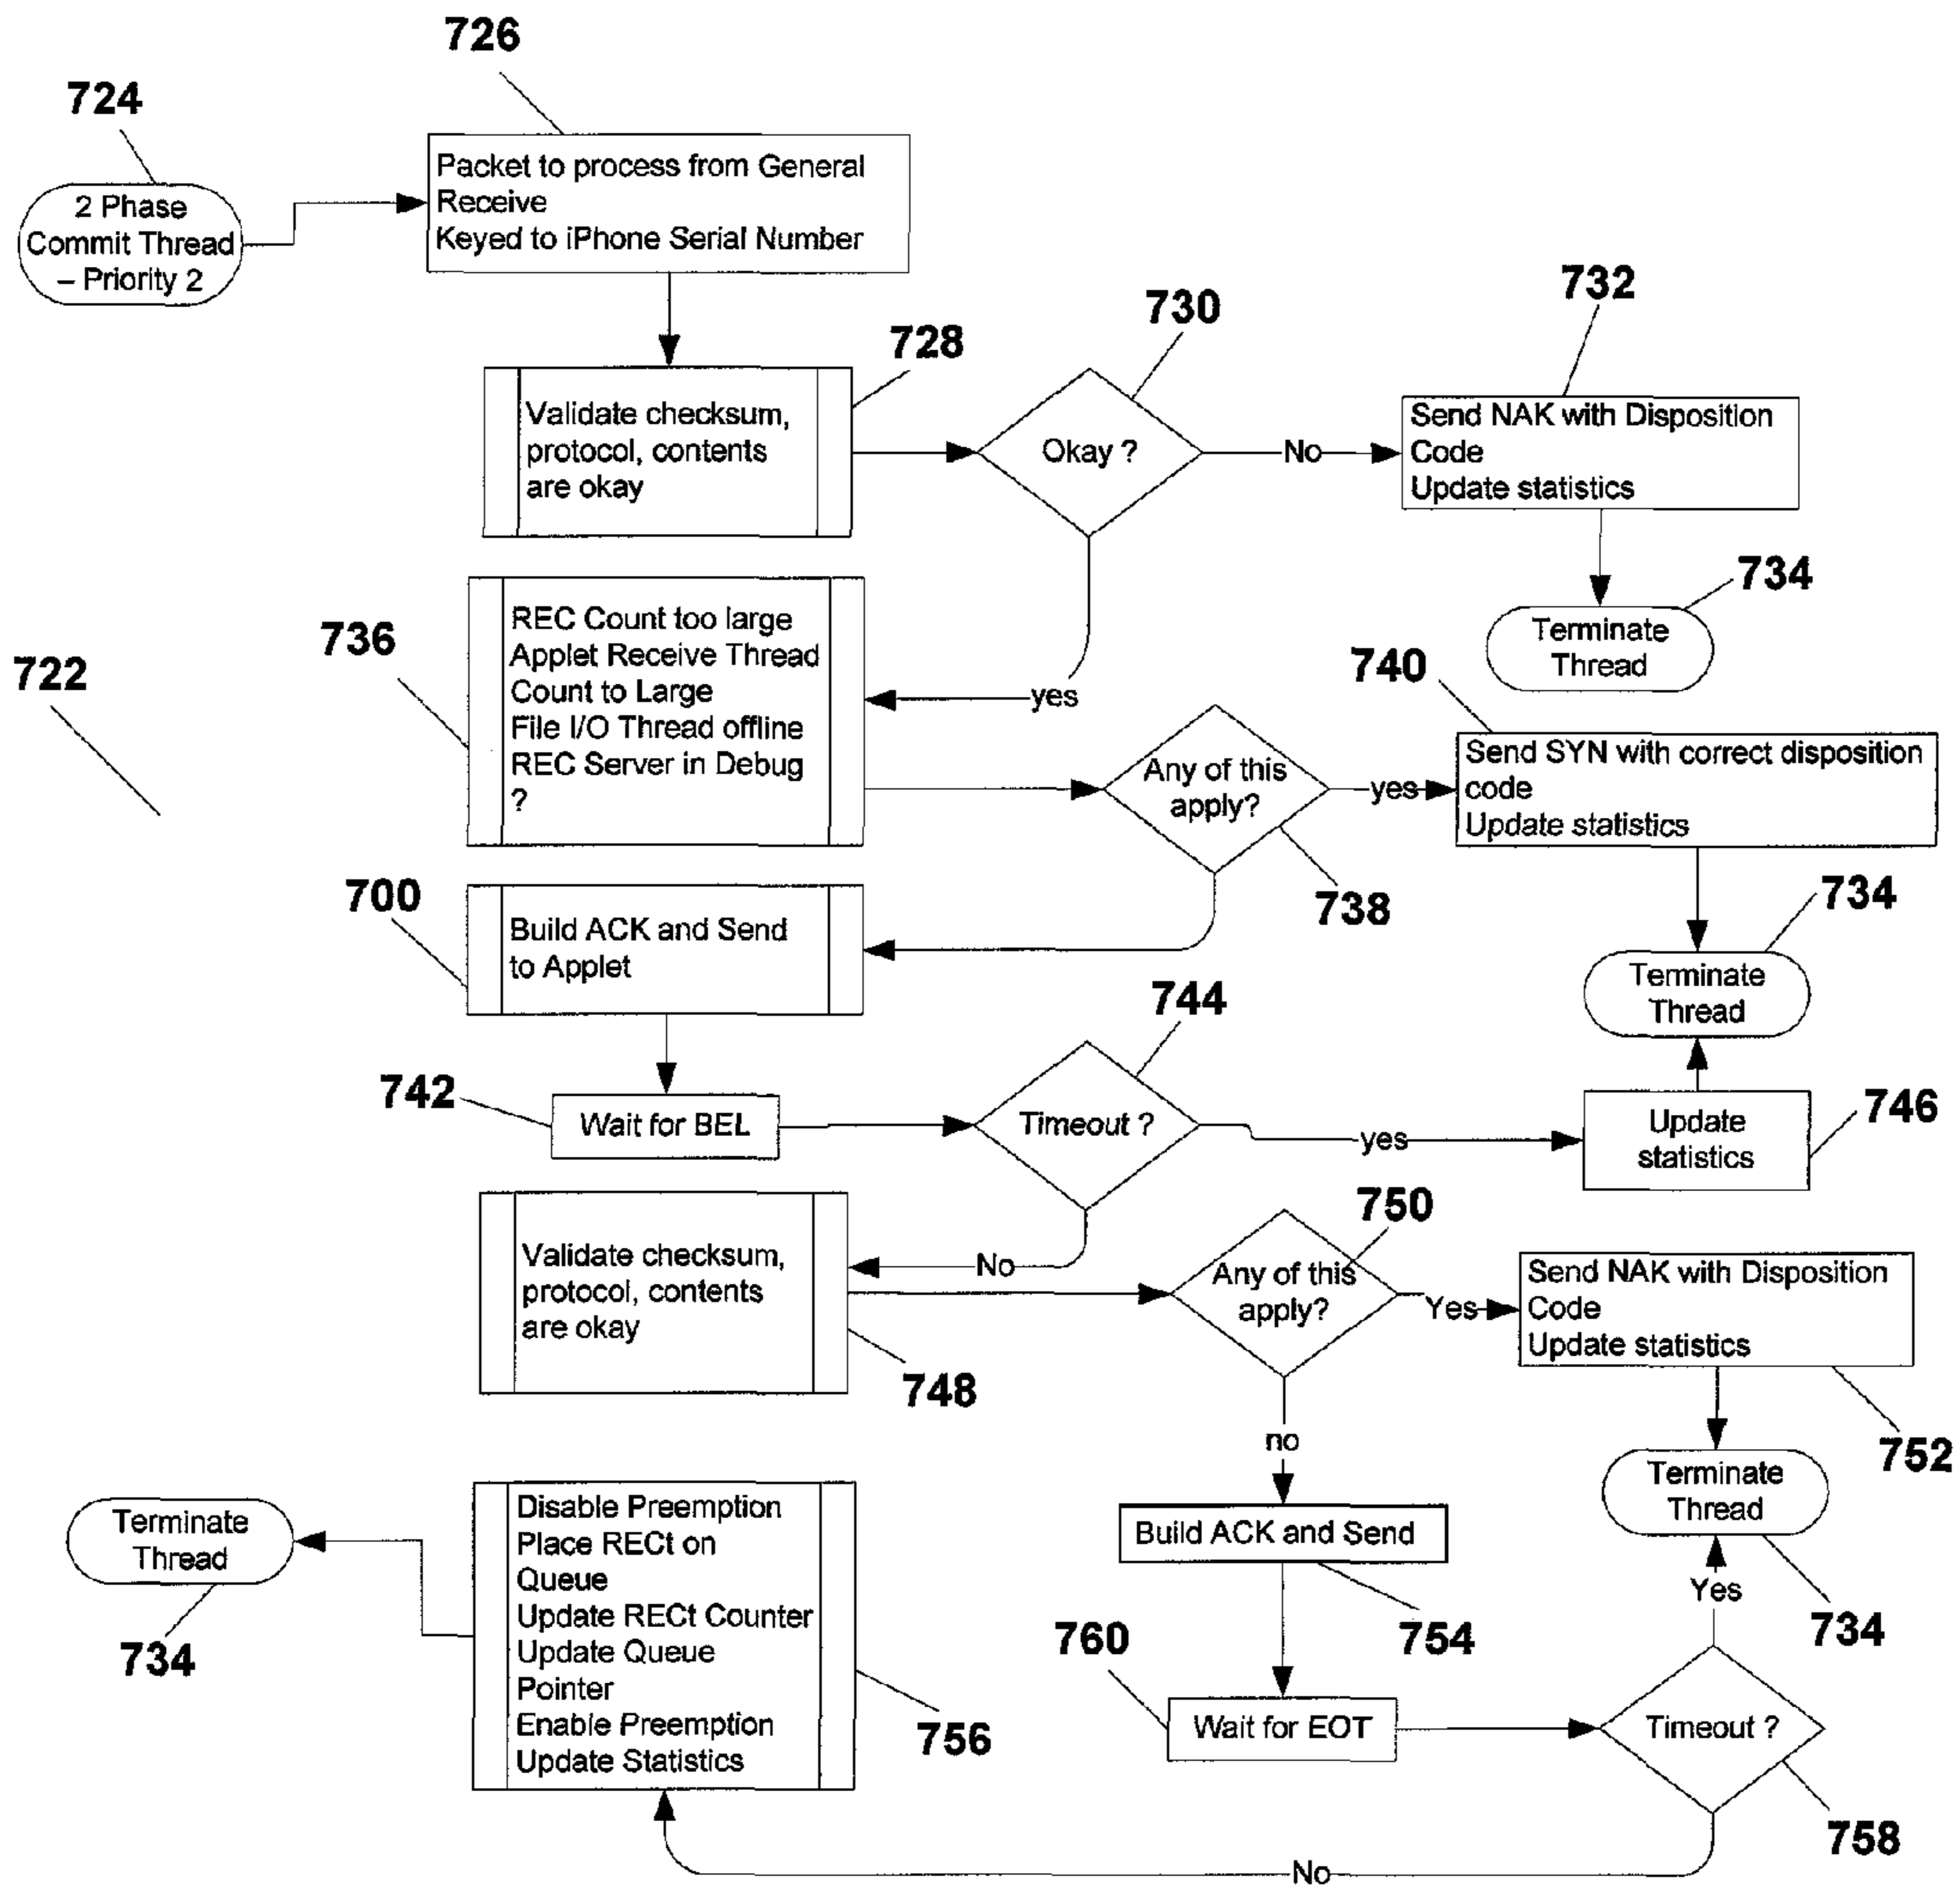 726
724
Packet to process from General
Receive
Keyed to iPhone Serial Number
2 Phase
Commit Thread
– Priority 2
728
730
732
Validate checksum,
protocol, contents
are okay
Okay ?
No
Send NAK with Disposition
Code
Update statistics
734
Terminate
Thread
yes
722
736
REC Count too large
Applet Receive Thread
Count to Large
File I/O Thread offline
REC Server in Debug
?
Any of this
apply?
738
yes
740
Send SYN with correct disposition
code
Update statistics
734
Terminate
Thread
700
Build ACK and Send
to Applet
742
Wait for BEL
744
Timeout ?
yes
Update
statistics
746
No
Validate checksum,
protocol, contents
are okay
748
750
Any of this
apply?
Yes
Send NAK with Disposition
Code
Update statistics
752
Terminate
Thread
734
no
Build ACK and Send
754
760
Wait for EOT
Timeout ?
758
Yes
No
Disable Preemption
Place RECt on
Queue
Update RECt Counter
Update Queue
Pointer
Enable Preemption
Update Statistics
756
Terminate
Thread
734